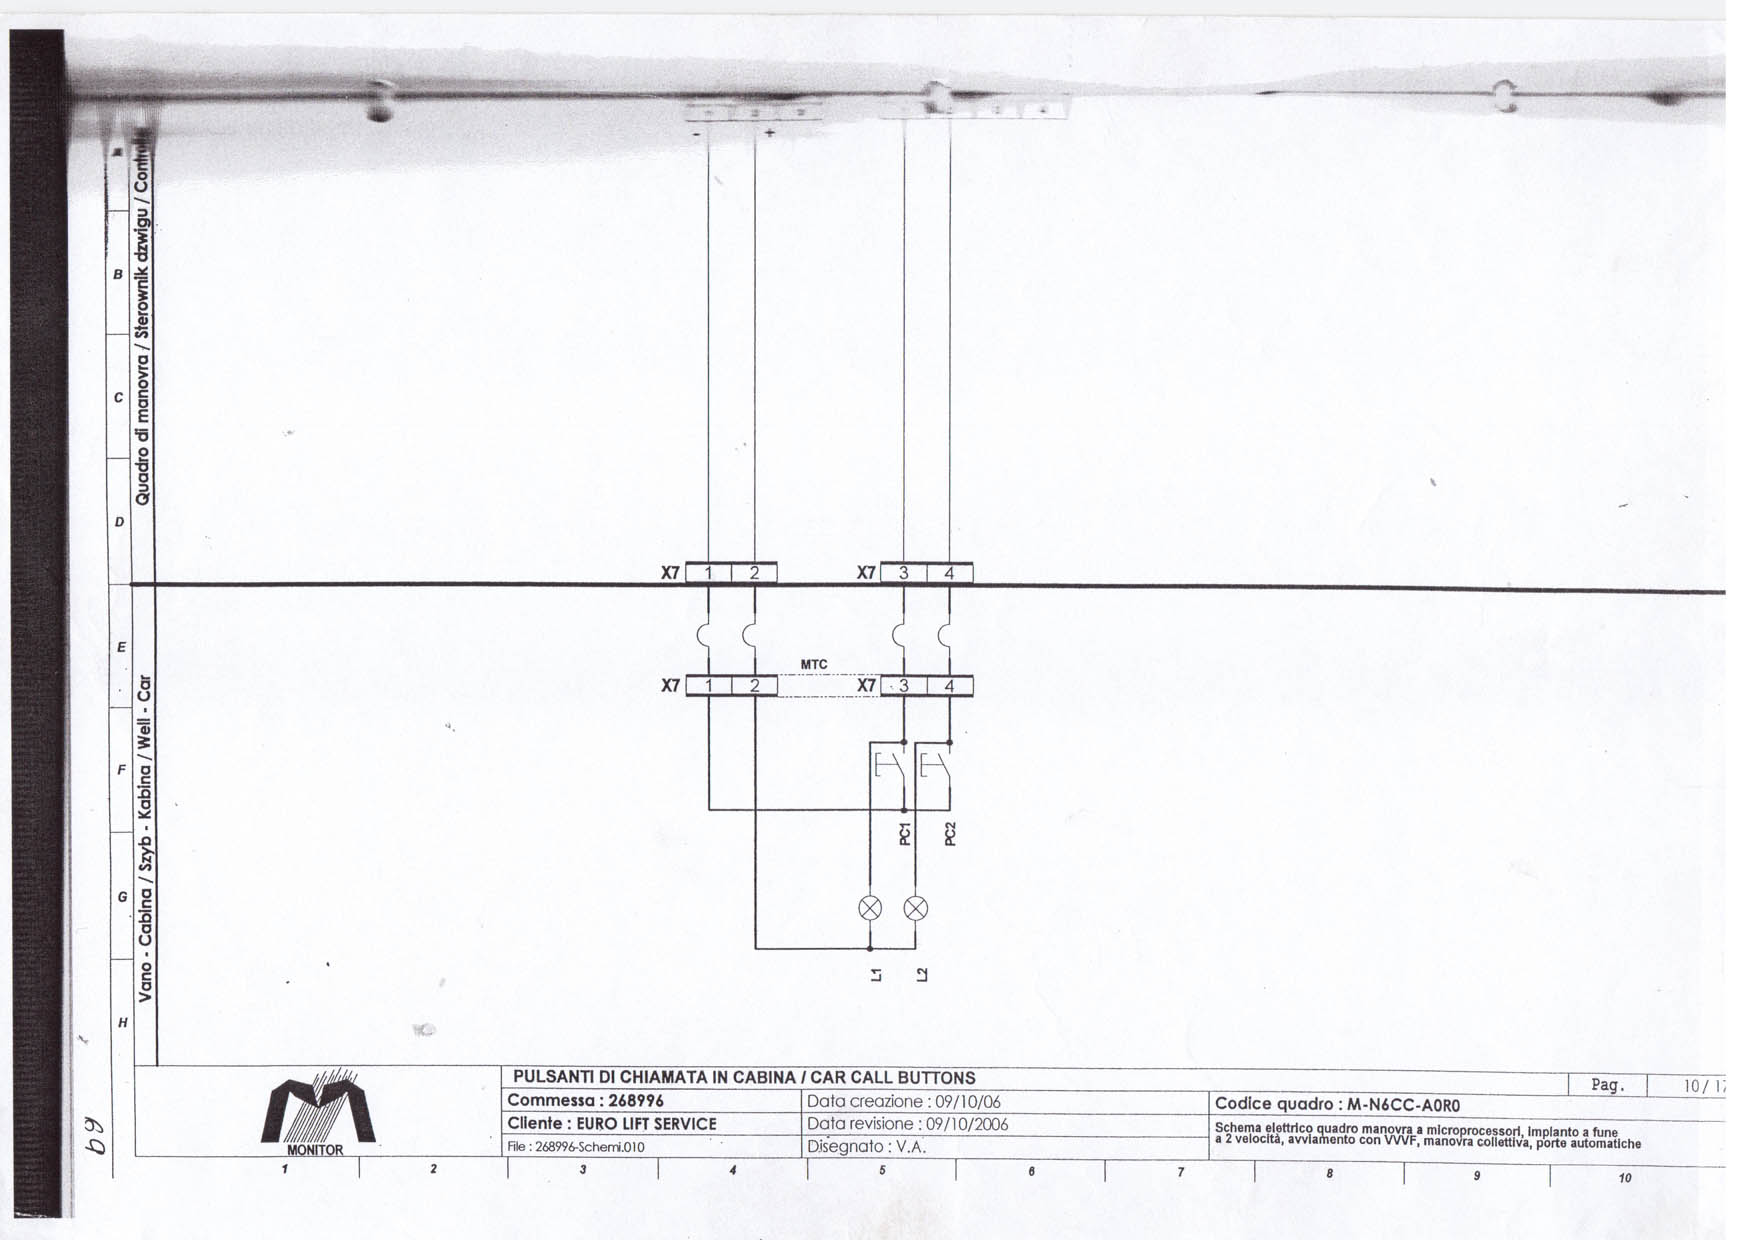 - +
A
B
C
D
E
F
G
H
Quadro di manovra / Sterownik dzwigu /
Vano - Cabina / Szyb - Kabina / Well - Car
X7 1 2 X7 3 4
MTC
X7 1 2 X7 3 4
PC1 PC2
L1 L2
69
MONITOR
PULSANTI DI CHIAMATA IN CABINA / CAR CALL BUTTONS
Pag. 10 / 17
Commessa : 268996
Data creazione : 09/10/06
Codice quadro : M-N6CC-A0R0
Cliente : EURO LIFT SERVICE
Data revisione : 09/10/2006
Schema elettrico quadro manovra a microprocessori, impianto a fune
a 2 velocità, avviamento con VVVF, manovra collettiva, porte automatiche
File : 268996-Schemi.010
Disegnato : V.A.
1 2 3 4 5 6 7 8 9 10